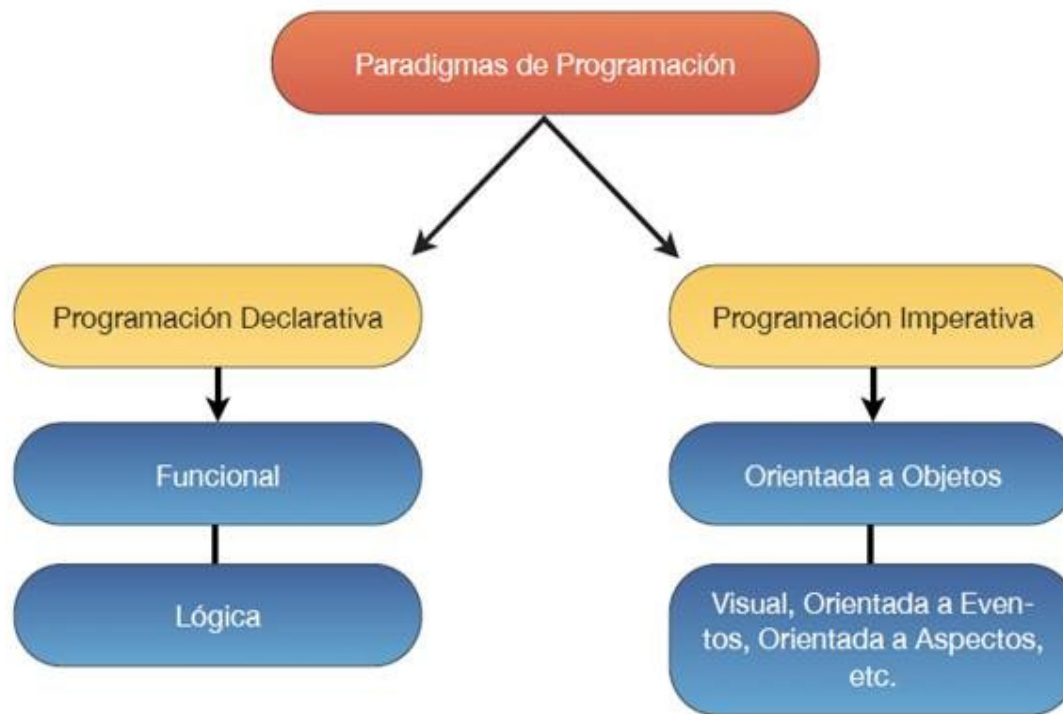 Paradigmas de Programación
Programación Declarativa
Programación Imperativa
Funcional
Orientada a Objetos
Lógica
Visual, Orientada a Even-
tos, Orientada a Aspectos,
etc.